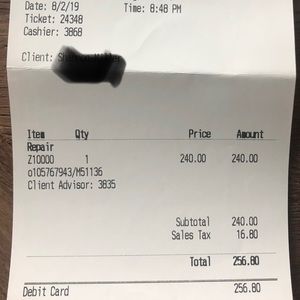 Date: 8/2/19 Time: 8:48 PM
Ticket: 24348
Cashier: 3868
Client:
Item Qty Price Amount
Repair
Z10000 1 240.00 240.00
o105767943/M51136
Client Advisor: 3835
Subtotal 240.00
Sales Tax 16.80
Total 256.80
Debit Card 256.80